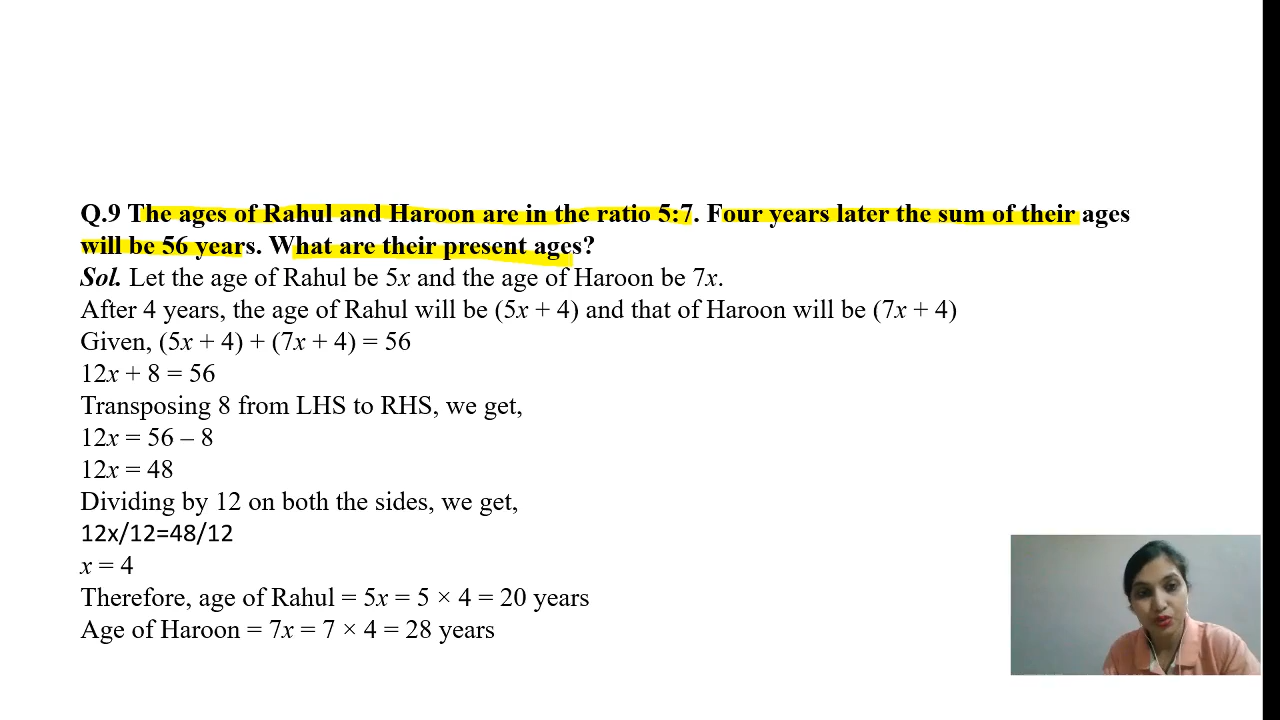 Q.9 The ages of Rahul and Haroon are in the ratio 5:7. Four years later the sum of their ages
will be 56 years. What are their present ages?
Sol. Let the age of Rahul be 5x and the age of Haroon be 7x.
After 4 years, the age of Rahul will be (5x + 4) and that of Haroon will be (7x + 4)
Given, (5x + 4) + (7x + 4) = 56
12x + 8 = 56
Transposing 8 from LHS to RHS, we get,
12x = 56 – 8
12x = 48
Dividing by 12 on both the sides, we get,
12x/12=48/12
x = 4
Therefore, age of Rahul = 5x = 5 × 4 = 20 years
Age of Haroon = 7x = 7 × 4 = 28 years